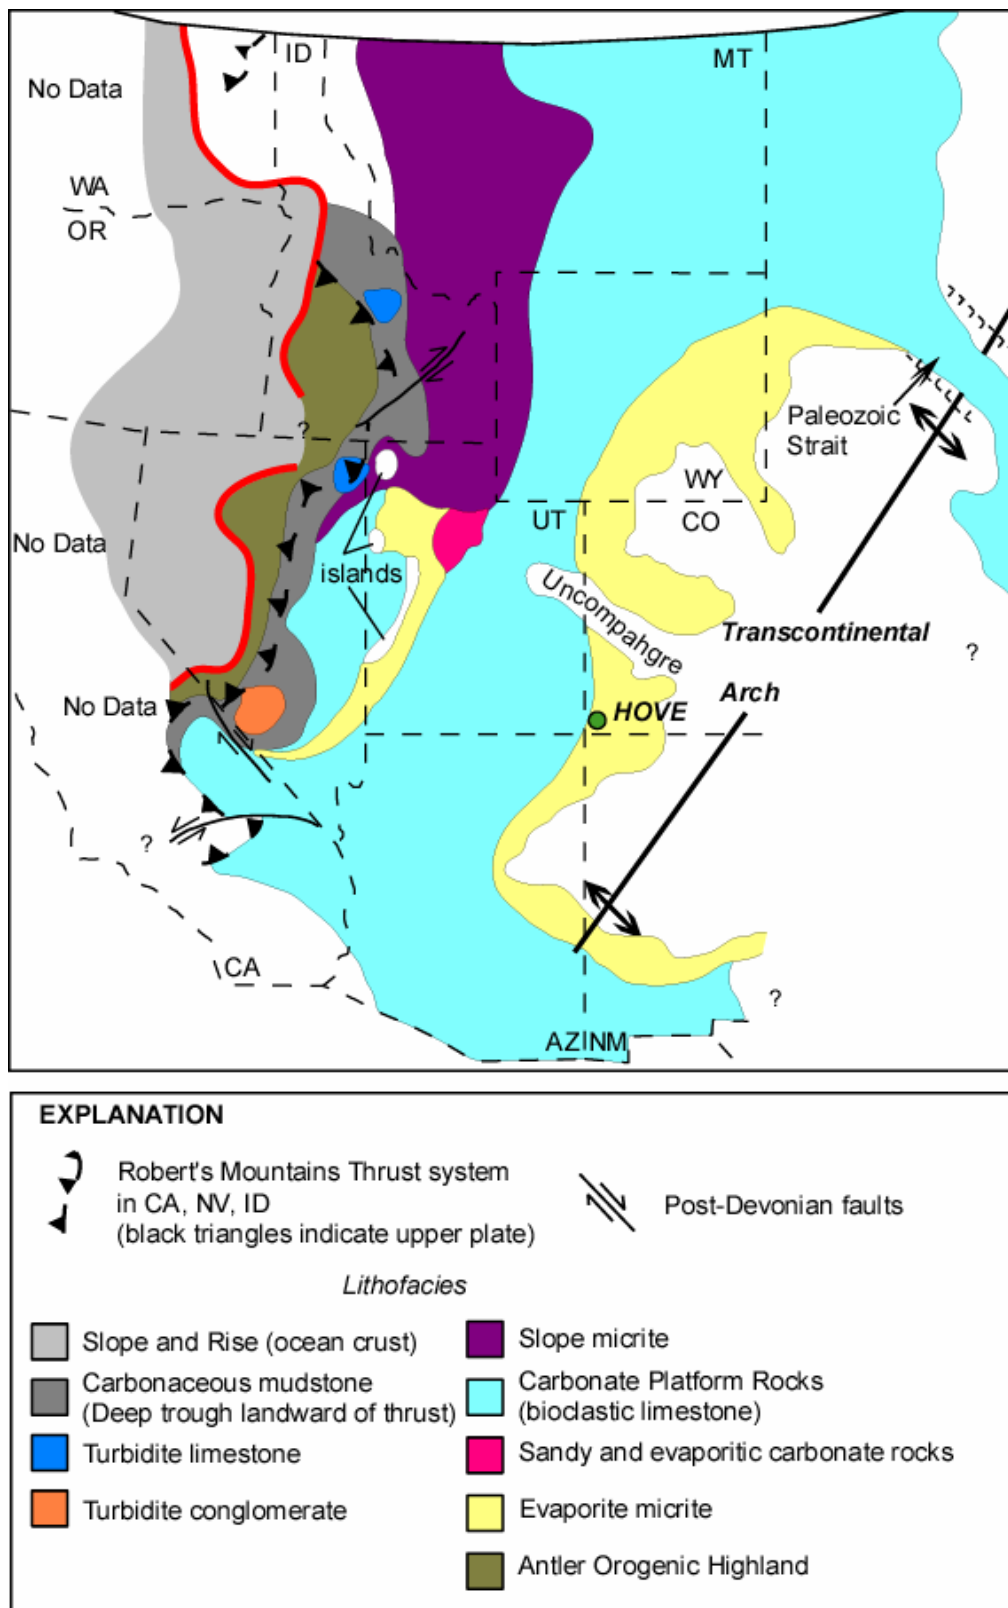 ID
MT
No Data
WA
OR
Paleozoic
Strait
?
WY
CO
UT
No Data
islands
Uncompahgre
Transcontinental
?
Arch
No Data
HOVE
?
CA
?
AZ NM
EXPLANATION
Robert's Mountains Thrust system
in CA, NV, ID
(black triangles indicate upper plate)
Post-Devonian faults
Lithofacies
Slope and Rise (ocean crust)
Carbonaceous mudstone
(Deep trough landward of thrust)
Turbidite limestone
Turbidite conglomerate
Slope micrite
Carbonate Platform Rocks
(bioclastic limestone)
Sandy and evaporitic carbonate rocks
Evaporite micrite
Antler Orogenic Highland